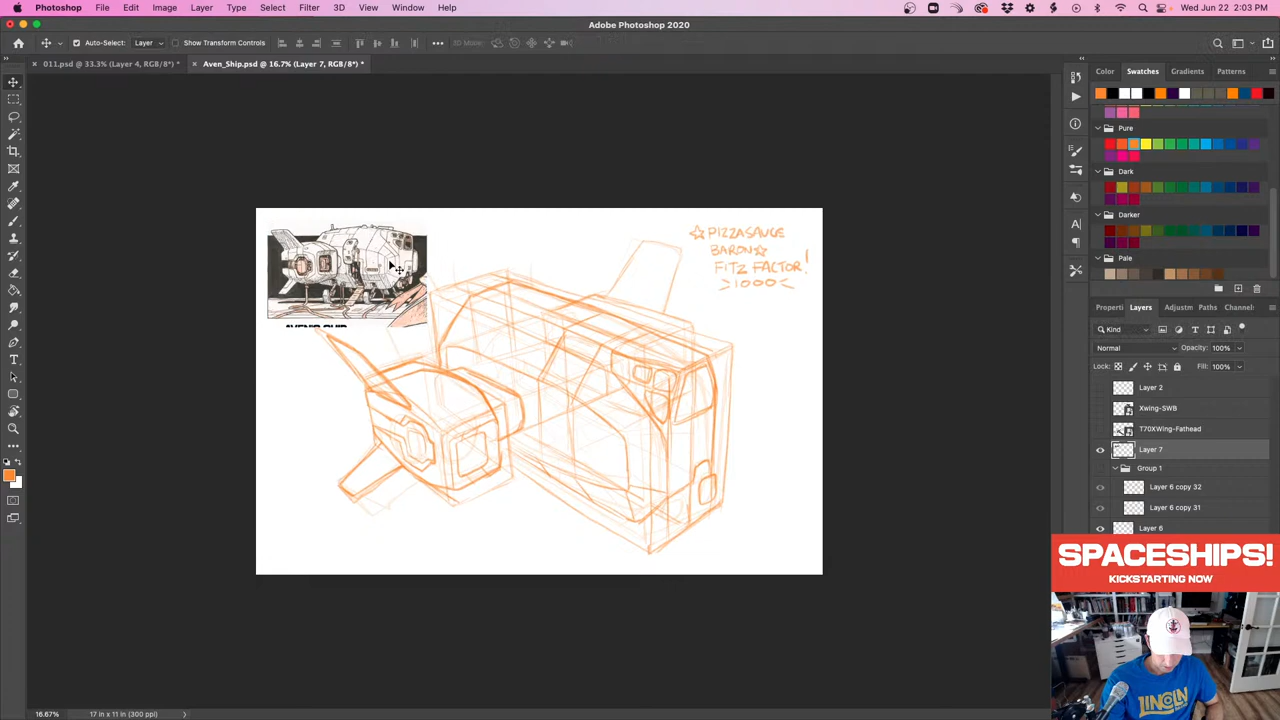 Photoshop File Edit Image Layer Type Select Filter 3D View Window Help Wed Jun 22 2:03 PM
Adobe Photoshop 2020
Auto-Select: Layer Show Transform Controls 3D Mode:
011.psd @ 33.3% (Layer 4, RGB/8*) * Aven_Ship.psd @ 16.7% (Layer 7, RGB/8*) *
Color Swatches Gradients Patterns
Pure
Dark
Darker
Pale
☆PIZZASAUCE
BARON☆
FITZ FACTOR!
>1000<
AVEN'S SHIP
Properti Layers Adjustm Paths Channel
Kind
Normal Opacity: 100%
Lock: Fill: 100%
Layer 2
Xwing-SWB
T70XWing-Fathead
Layer 7
Group 1
Layer 6 copy 32
Layer 6 copy 31
Layer 6
SPACESHIPS!
KICKSTARTING NOW
LINCOLN
16.67% 17 in x 11 in (300 ppi)